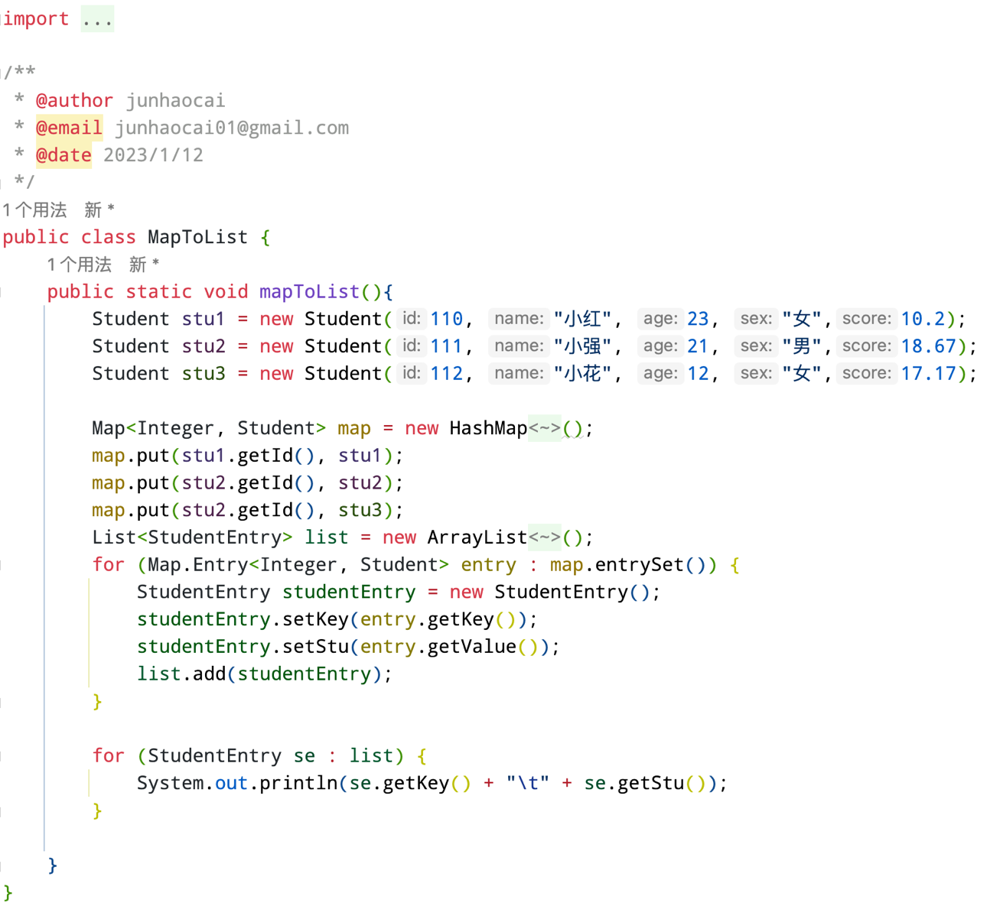 import ...
/**
 * @author junhaocai
 * @email junhaocai01@gmail.com
 * @date 2023/1/12
 */
1个用法 新 *
public class MapToList {
1个用法 新 *
public static void mapToList(){
Student stu1 = new Student( id: 110, name: "小红", age: 23, sex: "女", score: 10.2);
Student stu2 = new Student( id: 111, name: "小强", age: 21, sex: "男", score: 18.67);
Student stu3 = new Student( id: 112, name: "小花", age: 12, sex: "女", score: 17.17);
Map<Integer, Student> map = new HashMap<~>();
map.put(stu1.getId(), stu1);
map.put(stu2.getId(), stu2);
map.put(stu2.getId(), stu3);
List<StudentEntry> list = new ArrayList<~>();
for (Map.Entry<Integer, Student> entry : map.entrySet()) {
StudentEntry studentEntry = new StudentEntry();
studentEntry.setKey(entry.getKey());
studentEntry.setStu(entry.getValue());
list.add(studentEntry);
}
for (StudentEntry se : list) {
System.out.println(se.getKey() + "\t" + se.getStu());
}
}
}